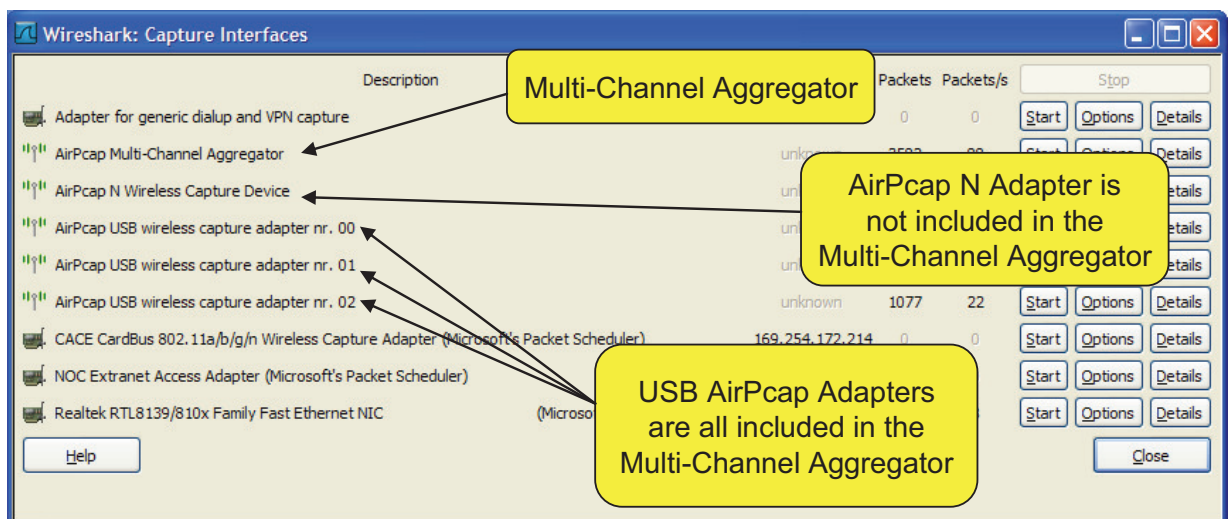 Wireshark: Capture Interfaces
Description
Packets Packets/s Stop
Multi-Channel Aggregator
Adapter for generic dialup and VPN capture 0 0 Start Options Details
AirPcap Multi-Channel Aggregator Details
AirPcap N Wireless Capture Device
AirPcap N Adapter is
not included in the
Multi-Channel Aggregator
AirPcap USB wireless capture adapter nr. 00
AirPcap USB wireless capture adapter nr. 01
AirPcap USB wireless capture adapter nr. 02 unknown 1077 22 Start Options Details
CACE CardBus 802.11a/b/g/n Wireless Capture Adapter (Microsoft's Packet Scheduler) 169.254.172.214 0 0 Start Options Details
NOC Extranet Access Adapter (Microsoft's Packet Scheduler) Start Options Details
Realtek RTL8139/810x Family Fast Ethernet NIC Start Options Details
USB AirPcap Adapters
are all included in the
Multi-Channel Aggregator
Help Close